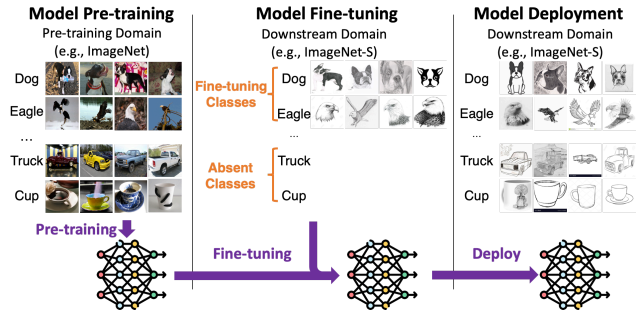 Model Pre-training
Pre-training Domain
(e.g., ImageNet)
Dog
Eagle
...
Truck
Cup
Pre-training
Model Fine-tuning
Downstream Domain
(e.g., ImageNet-S)
Fine-tuning
Classes
Dog
Eagle
...
Absent
Classes
Truck
Cup
Fine-tuning
Model Deployment
Downstream Domain
(e.g., ImageNet-S)
Dog
Eagle
...
Truck
Cup
Deploy